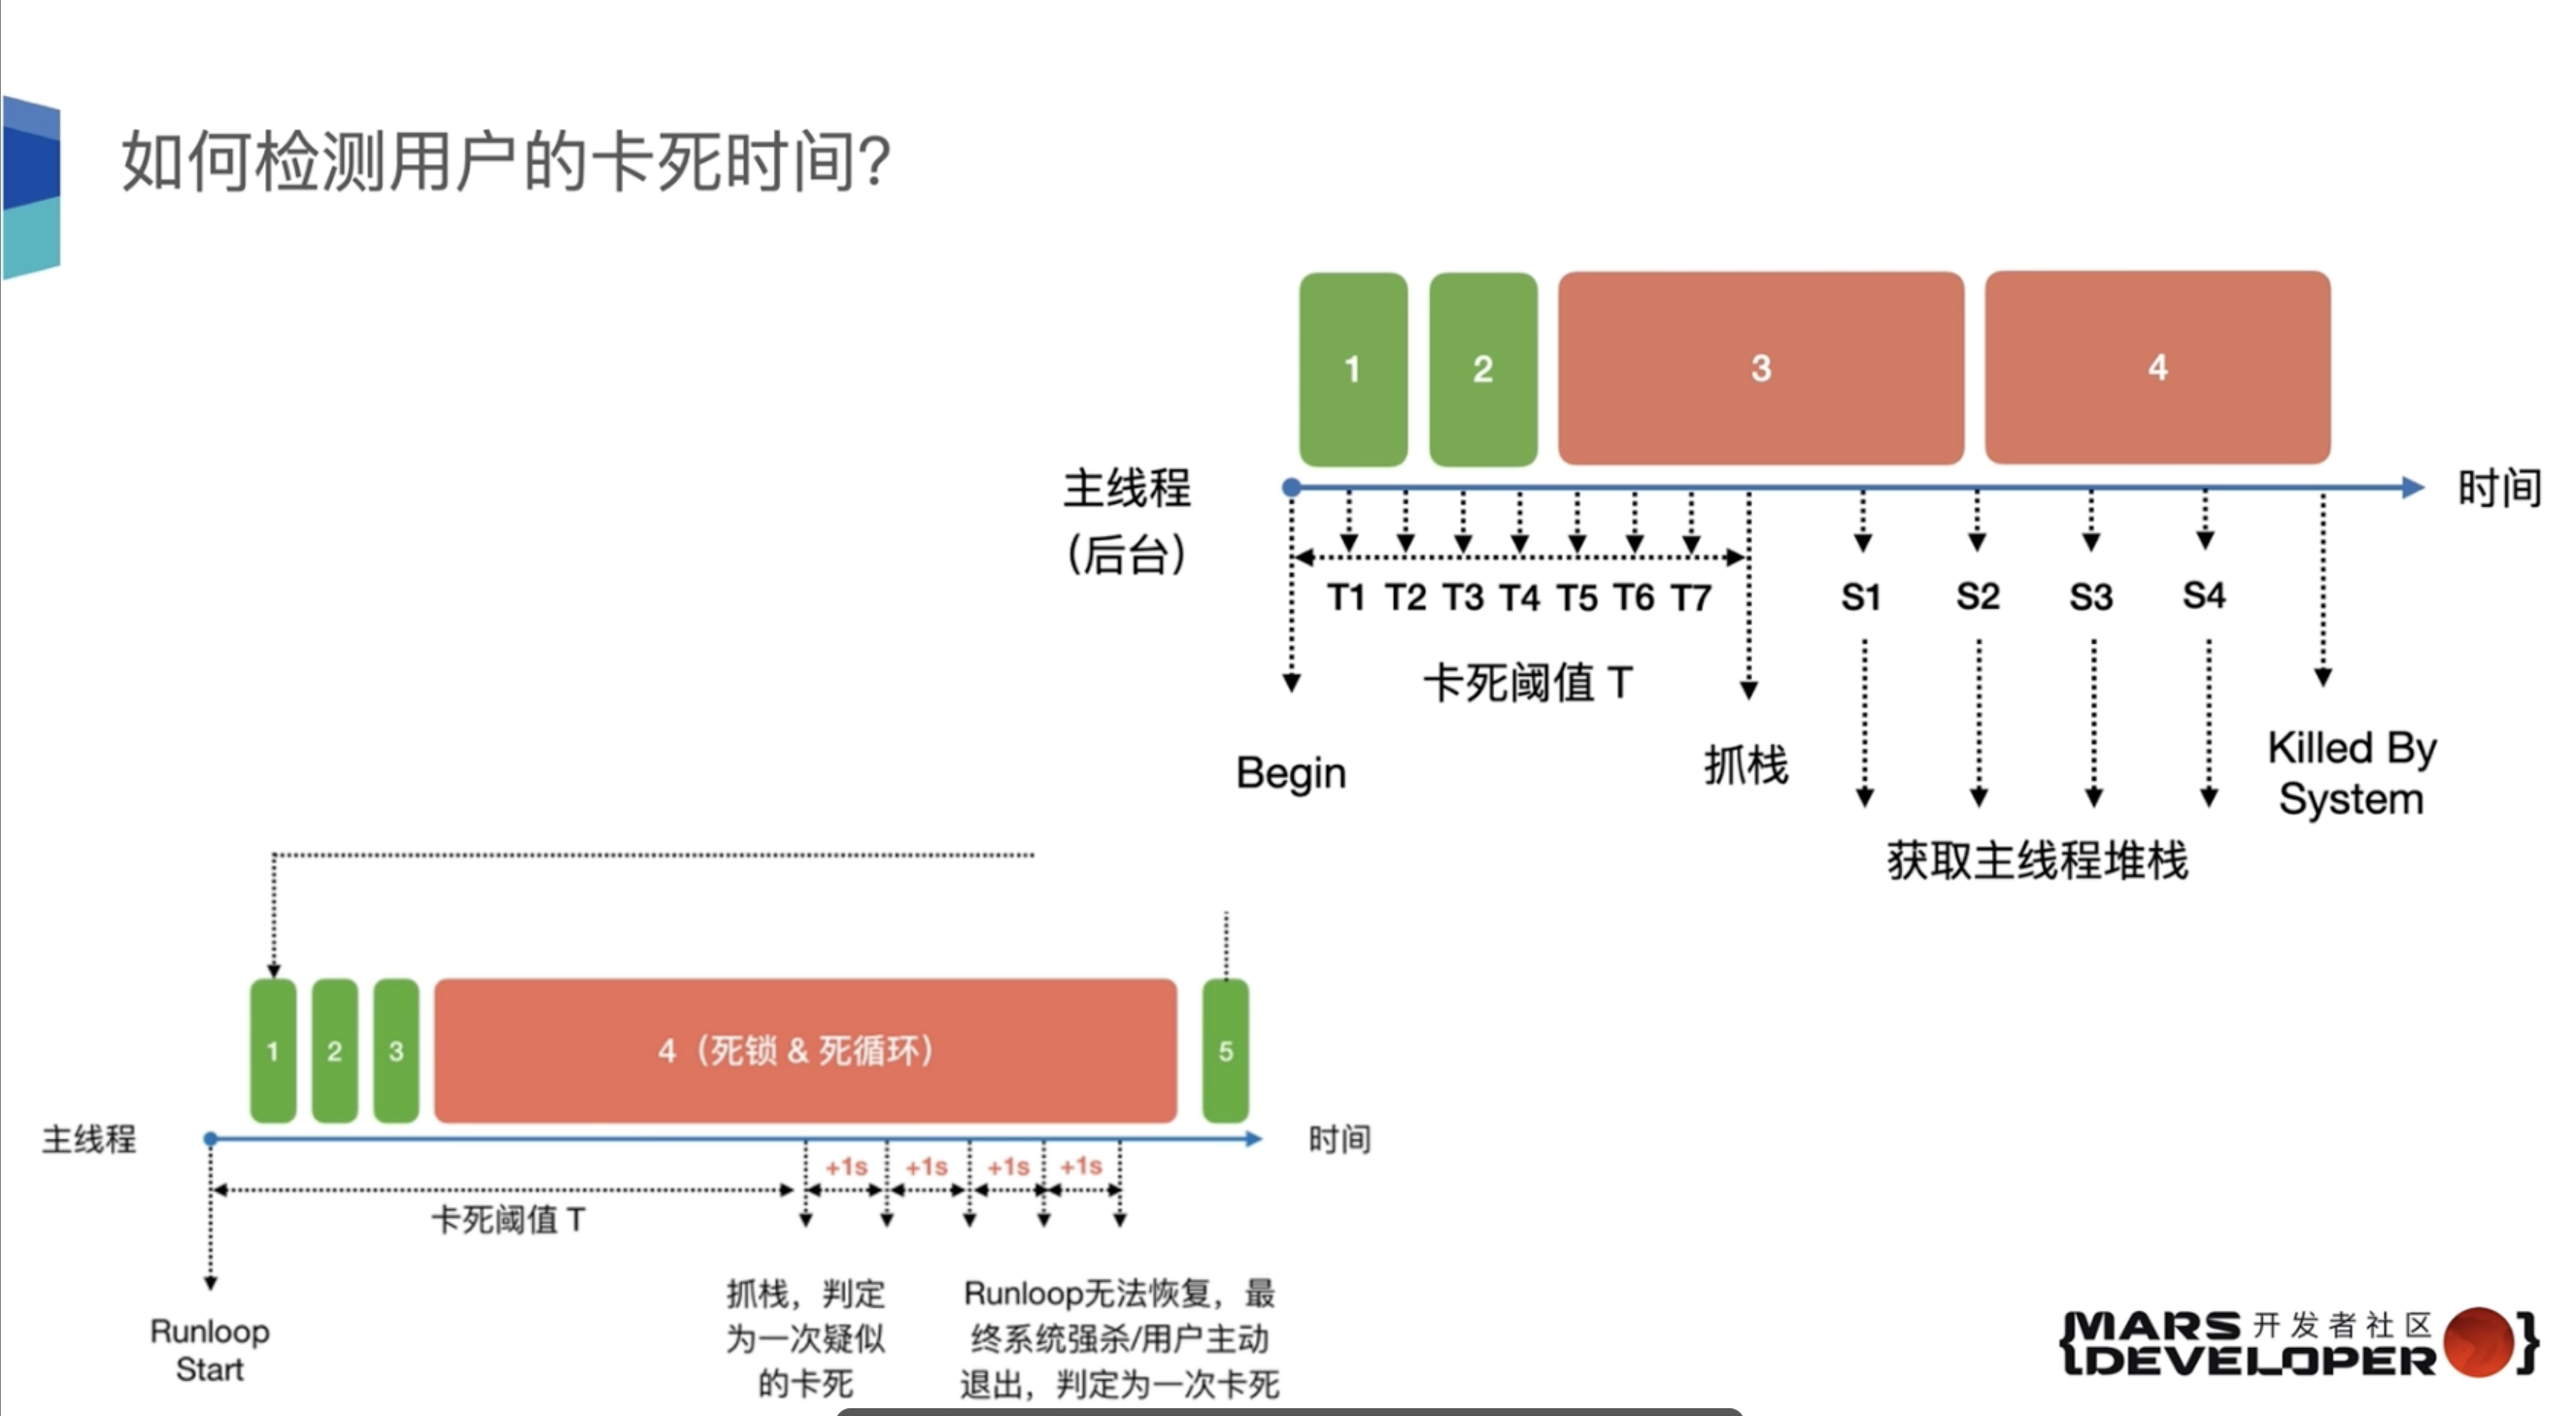 如何检测用户的卡死时间?
1
2
3
4
主线程
(后台)
时间
T1 T2 T3 T4 T5 T6 T7
S1 S2 S3 S4
卡死阈值 T
Begin
抓栈
获取主线程堆栈
Killed By
System
1
2
3
4（死锁 & 死循环）
5
主线程
时间
+1s +1s +1s +1s
卡死阈值 T
Runloop
Start
抓栈，判定
为一次疑似
的卡死
Runloop无法恢复，最
终系统强杀/用户主动
退出，判定为一次卡死
{MARS 开发者社区
{DEVELOPER }